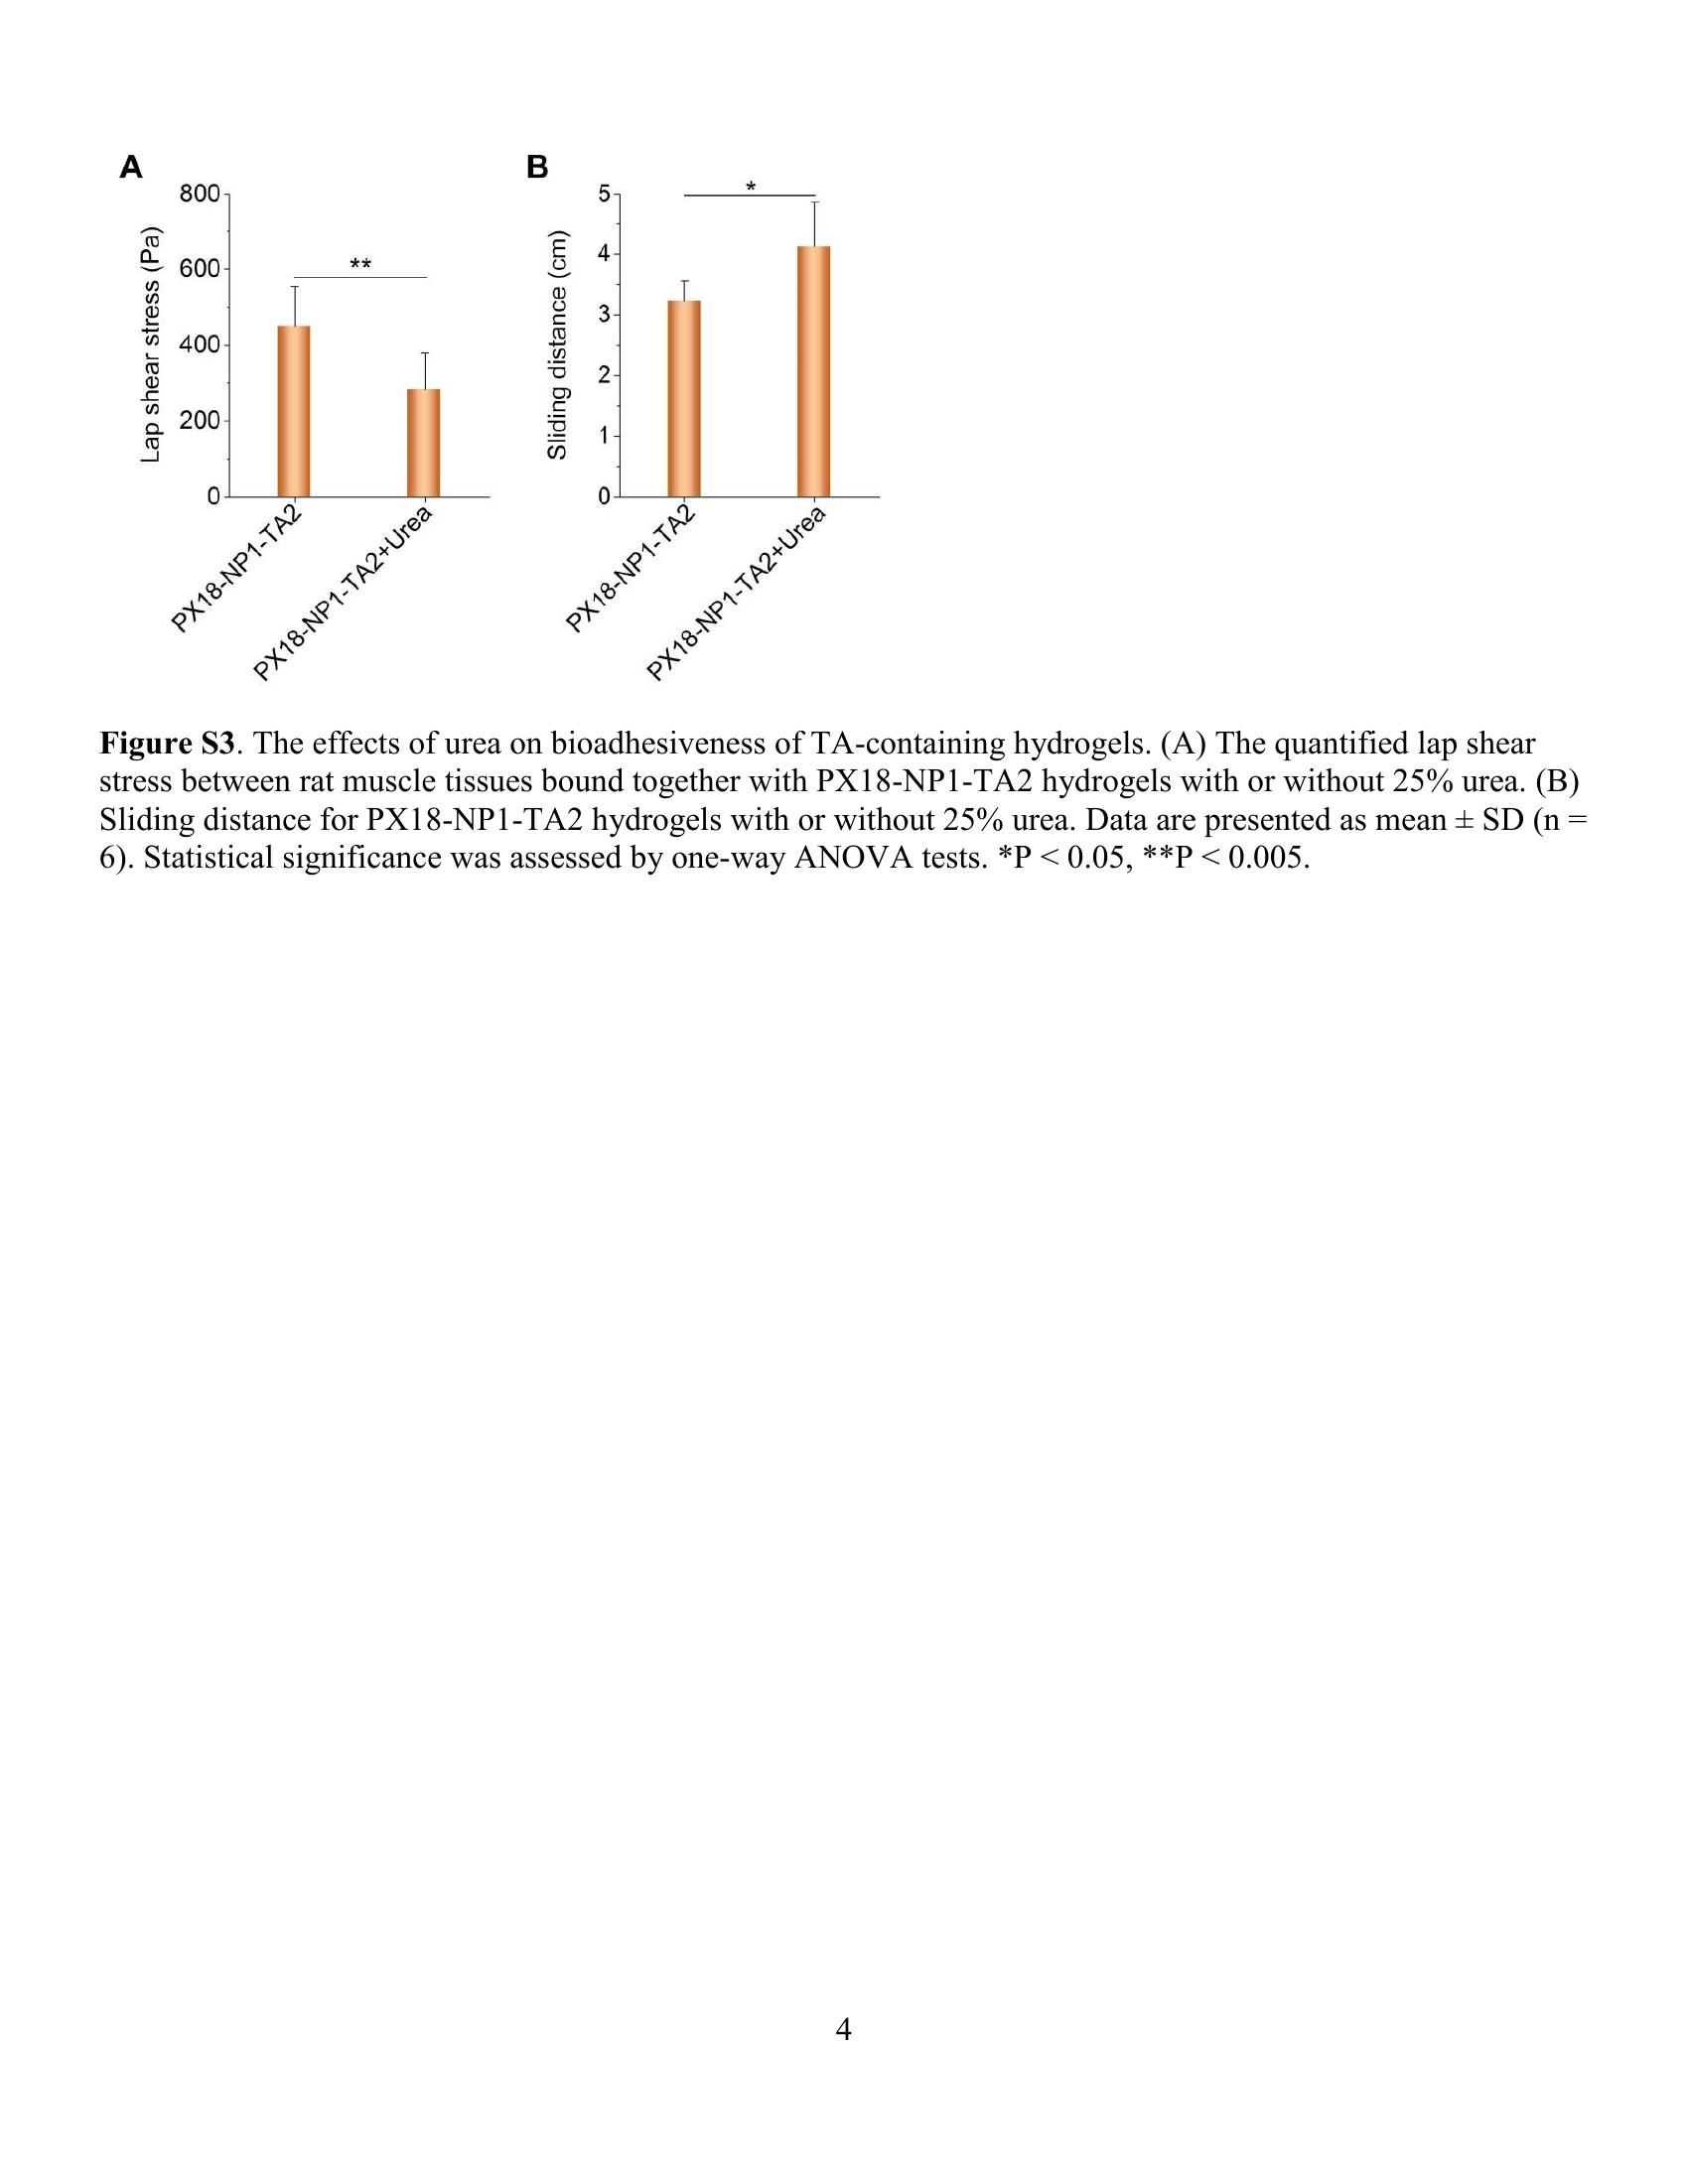 A
B
800
600
400
200
0
Lap shear stress (Pa)
**
PX18-NP1-TA2
PX18-NP1-TA2+Urea
5
4
3
2
1
0
Sliding distance (cm)
*
PX18-NP1-TA2
PX18-NP1-TA2+Urea
Figure S3. The effects of urea on bioadhesiveness of TA-containing hydrogels. (A) The quantified lap shear
stress between rat muscle tissues bound together with PX18-NP1-TA2 hydrogels with or without 25% urea. (B)
Sliding distance for PX18-NP1-TA2 hydrogels with or without 25% urea. Data are presented as mean ± SD (n =
6). Statistical significance was assessed by one-way ANOVA tests. *P < 0.05, **P < 0.005.
4